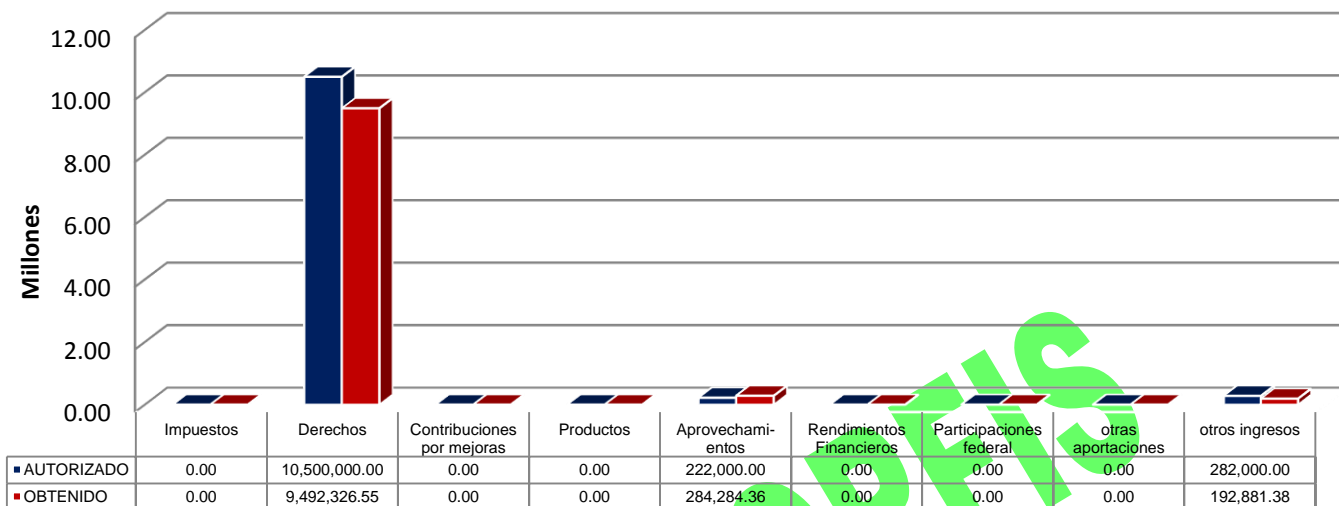 12.00
10.00
8.00
6.00
4.00
2.00
0.00
Millones
Impuestos Derechos Contribuciones por mejoras Productos Aprovechami-entos Rendimientos Financieros Participaciones federal otras aportaciones otros ingresos
AUTORIZADO 0.00 10,500,000.00 0.00 0.00 222,000.00 0.00 0.00 0.00 282,000.00
OBTENIDO 0.00 9,492,326.55 0.00 0.00 284,284.36 0.00 0.00 0.00 192,881.38